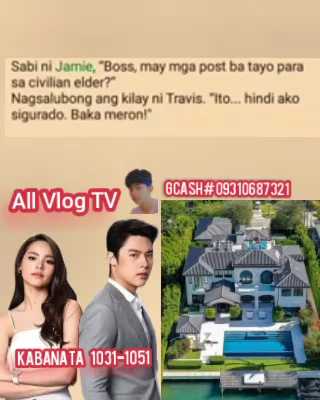 Sabi ni Jamie, "Boss, may mga post ba tayo para
sa civilian elder?"
Nagsalubong ang kilay ni Travis. "Ito... hindi ako
sigurado. Baka meron!"
GCASH#09310687321
All Vlog TV
KABANATA 1031-1051